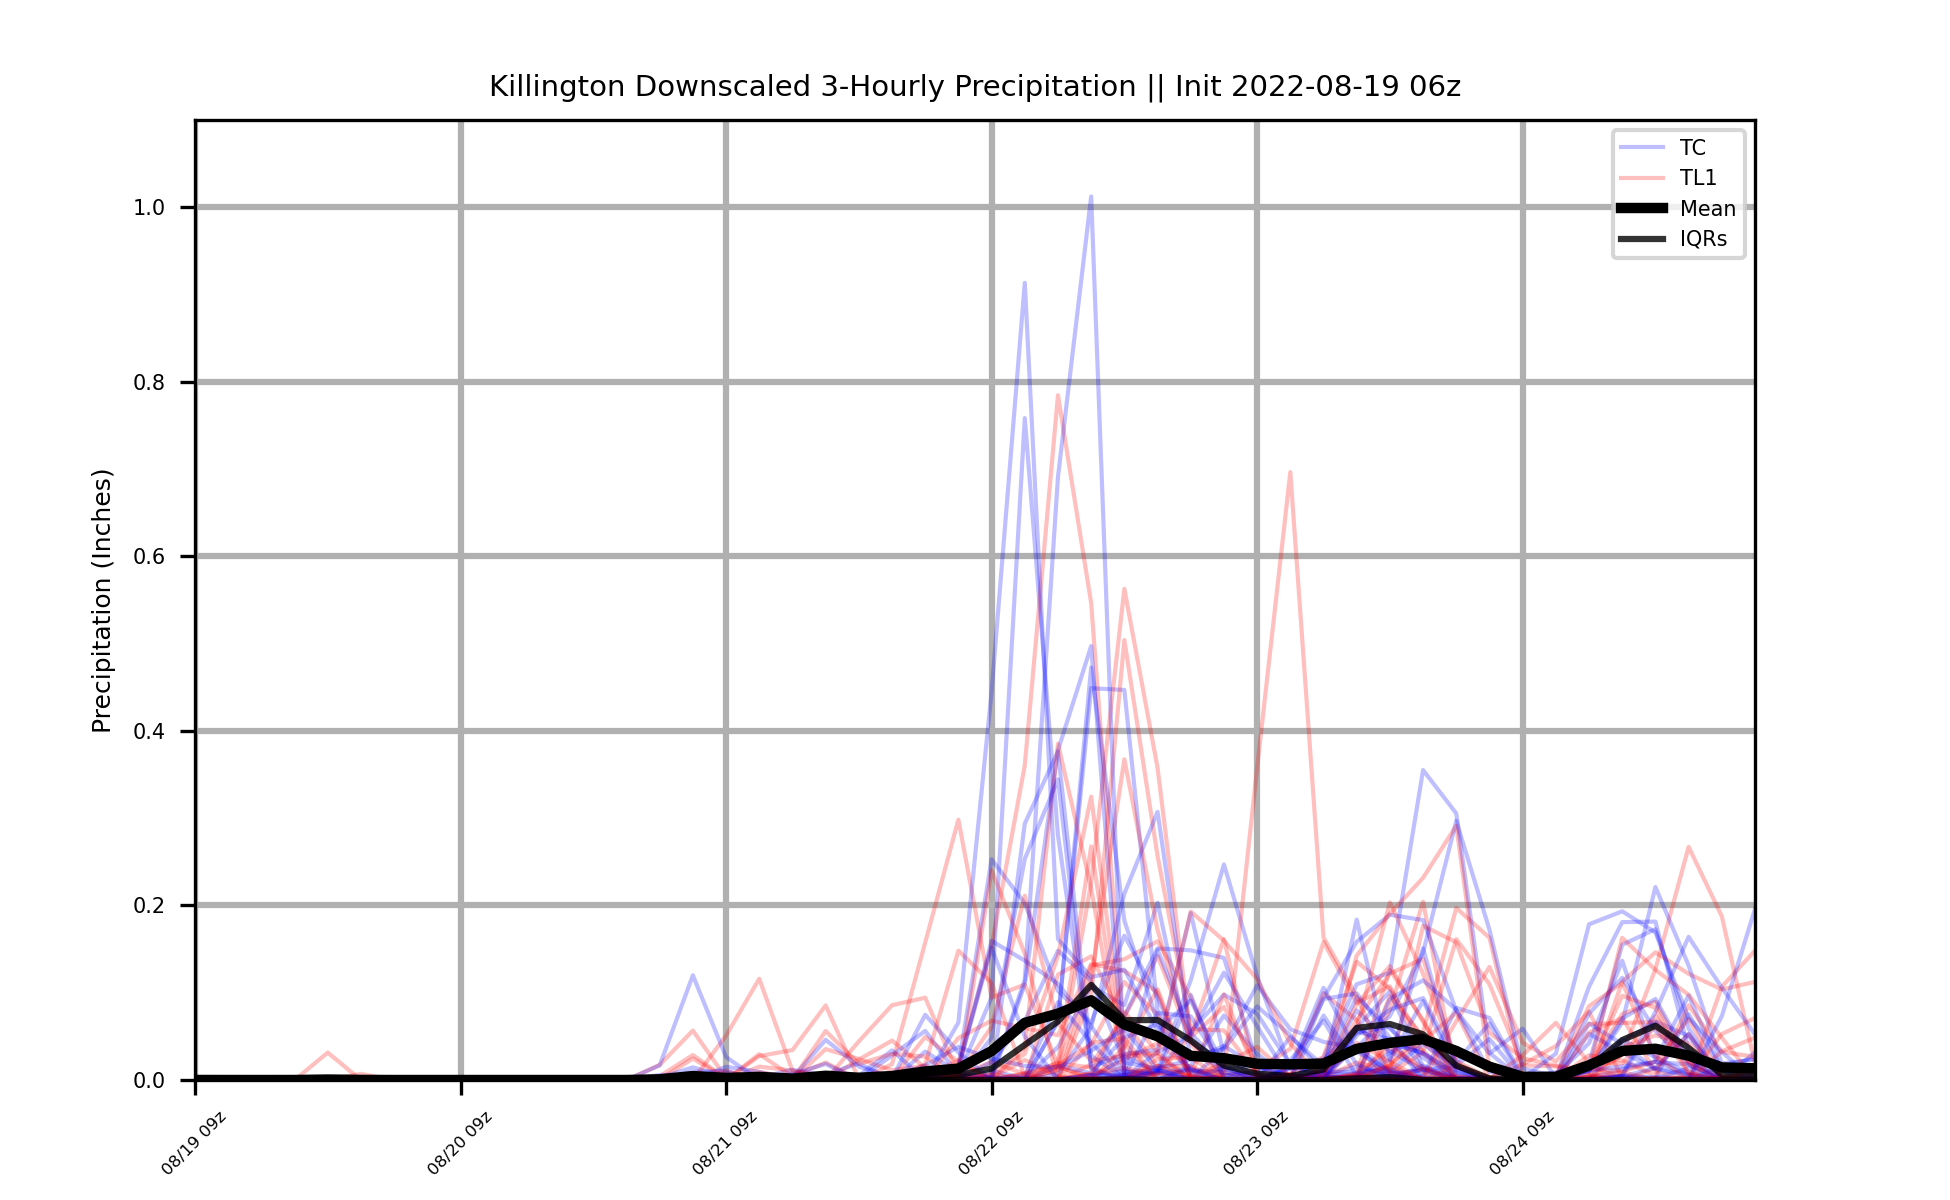 Killington Downscaled 3-Hourly Precipitation || Init 2022-08-19 06z
TC
TL1
Mean
IQRs
Precipitation (Inches)
1.0
0.8
0.6
0.4
0.2
0.0
08/19 09z
08/20 09z
08/21 09z
08/22 09z
08/23 09z
08/24 09z